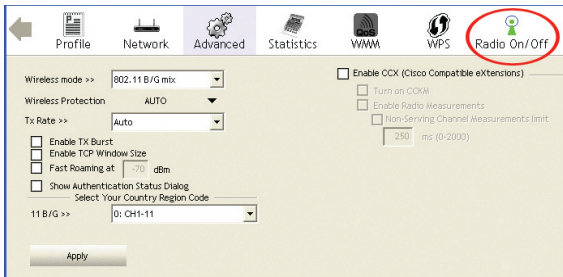 Profile Network Advanced Statistics QoS WMM WPS Radio On/Off
Wireless mode >> 802.11 B/G mix
Wireless Protection AUTO
Tx Rate >> Auto
Enable TX Burst
Enable TCP Window Size
Fast Roaming at -70 dBm
Show Authentication Status Dialog
Select Your Country Region Code
11 B/G >> 0: CH1-11
Apply
Enable CCX (Cisco Compatible eXtensions)
Turn on CCKM
Enable Radio Measurements
Non-Serving Channel Measurements limit
250 ms (0-2000)